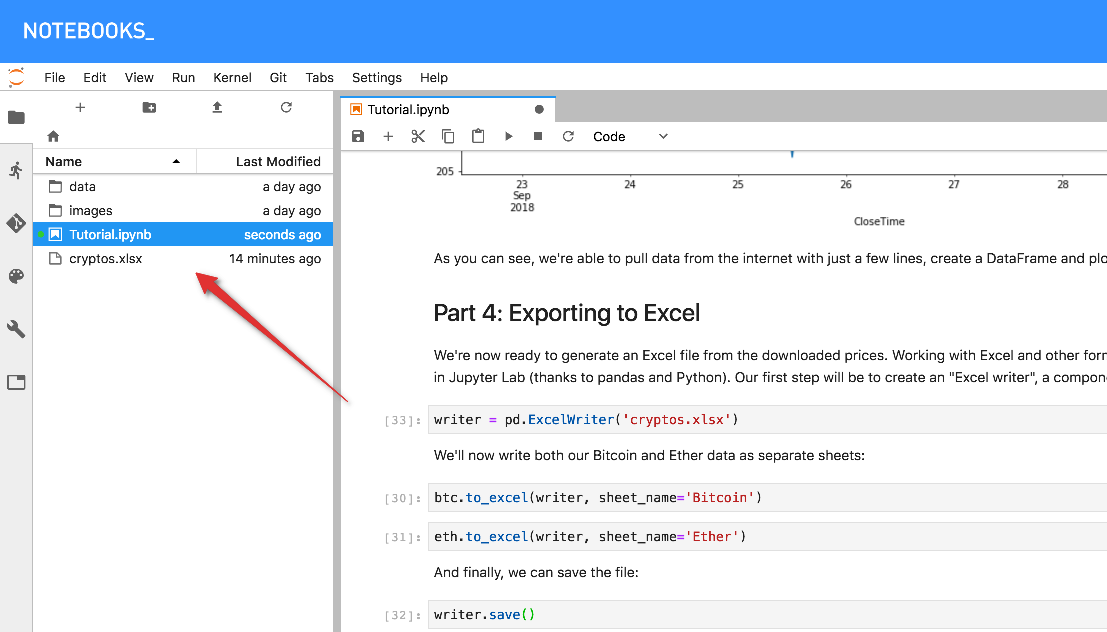 NOTEBOOKS_
File Edit View Run Kernel Git Tabs Settings Help
Name Last Modified
data a day ago
images a day ago
Tutorial.ipynb seconds ago
cryptos.xlsx 14 minutes ago
Tutorial.ipynb
Code
205
23 24 25 26 27 28
Sep
2018
CloseTime
As you can see, we're able to pull data from the internet with just a few lines, create a DataFrame and plo
Part 4: Exporting to Excel
We're now ready to generate an Excel file from the downloaded prices. Working with Excel and other forn
in Jupyter Lab (thanks to pandas and Python). Our first step will be to create an "Excel writer", a compone
[33]: writer = pd.ExcelWriter('cryptos.xlsx')
We'll now write both our Bitcoin and Ether data as separate sheets:
[30]: btc.to_excel(writer, sheet_name='Bitcoin')
[31]: eth.to_excel(writer, sheet_name='Ether')
And finally, we can save the file:
[32]: writer.save()